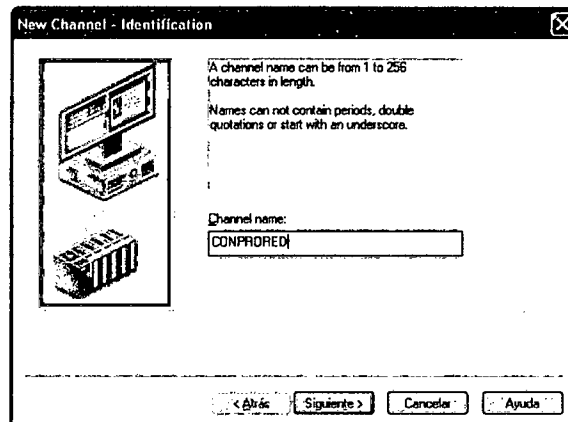 New Channel - Identification
A channel name can be from 1 to 256
characters in length.
Names can not contain periods, double
quotations or start with an underscore.
Channel name:
CONPRORED
< Atrás
Siguiente >
Cancelar
Ayuda